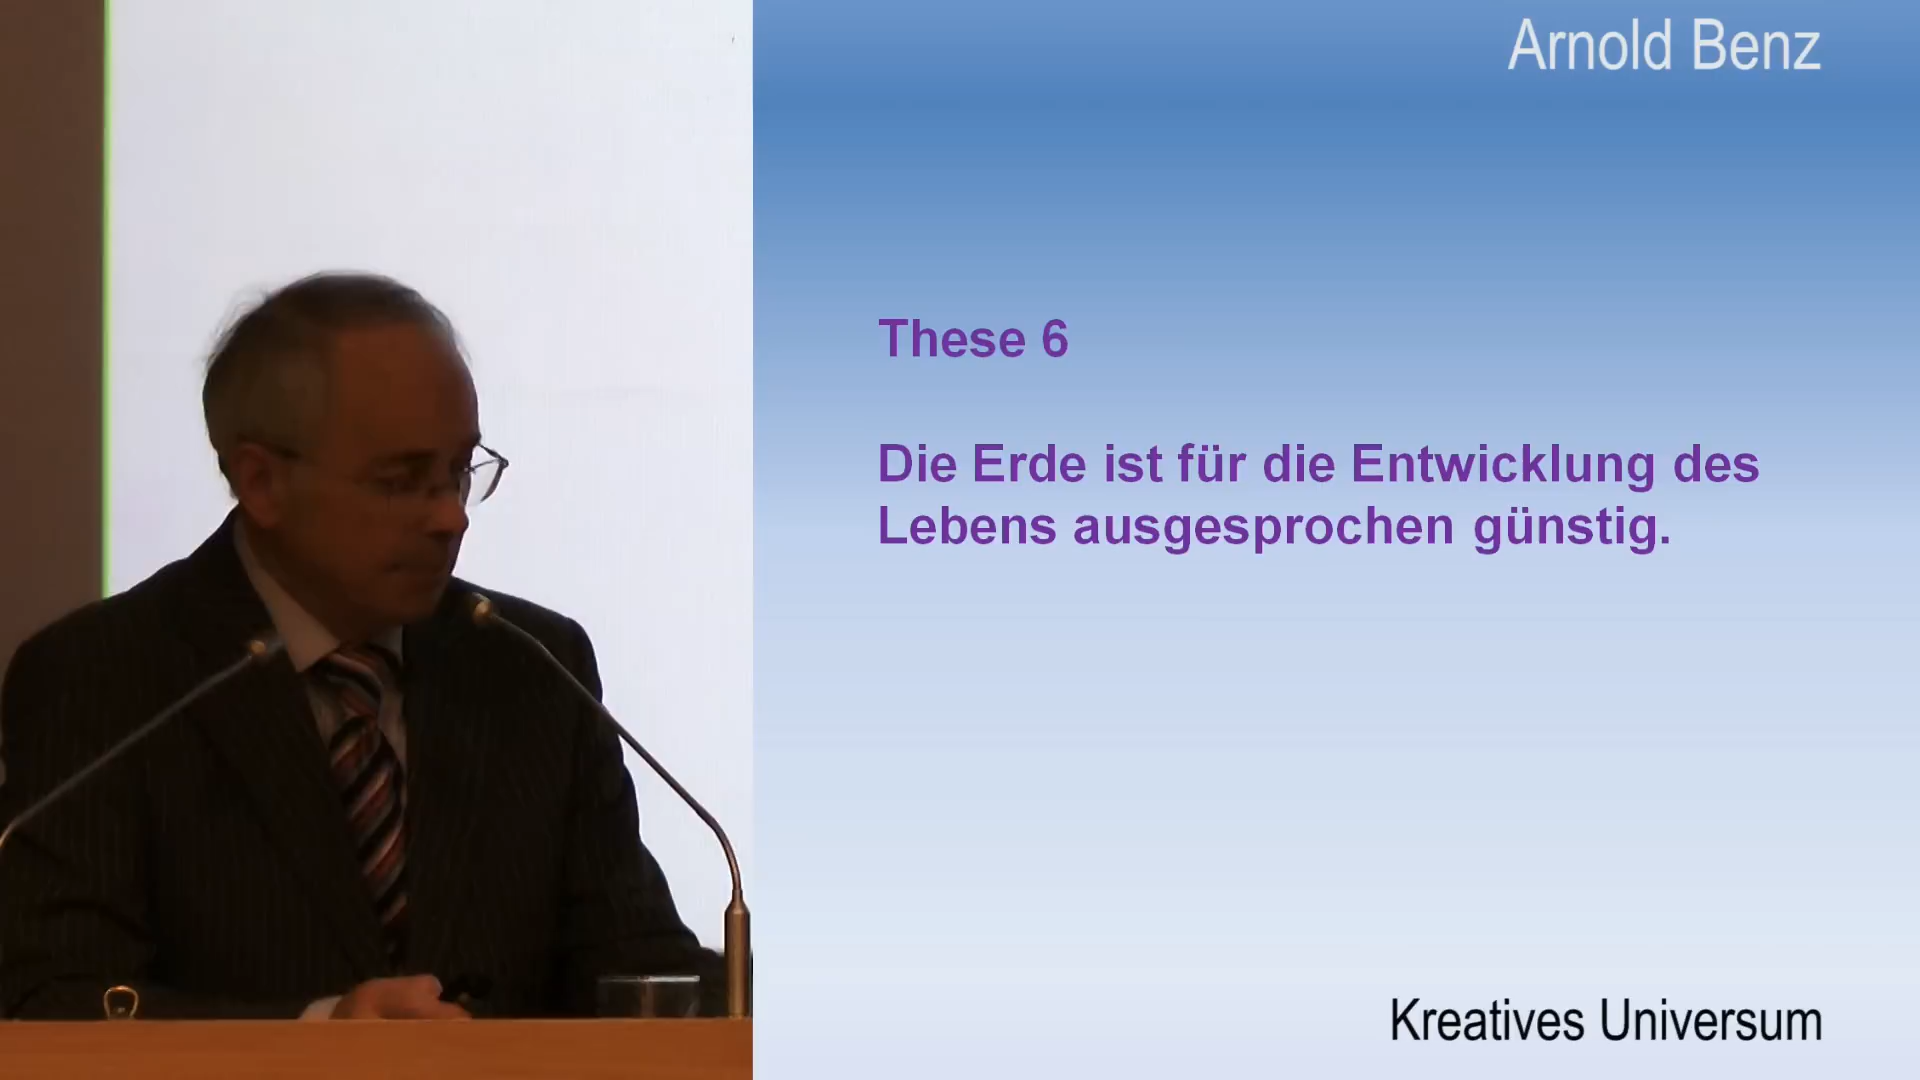 Arnold Benz
These 6
Die Erde ist für die Entwicklung des
Lebens ausgesprochen günstig.
Kreatives Universum